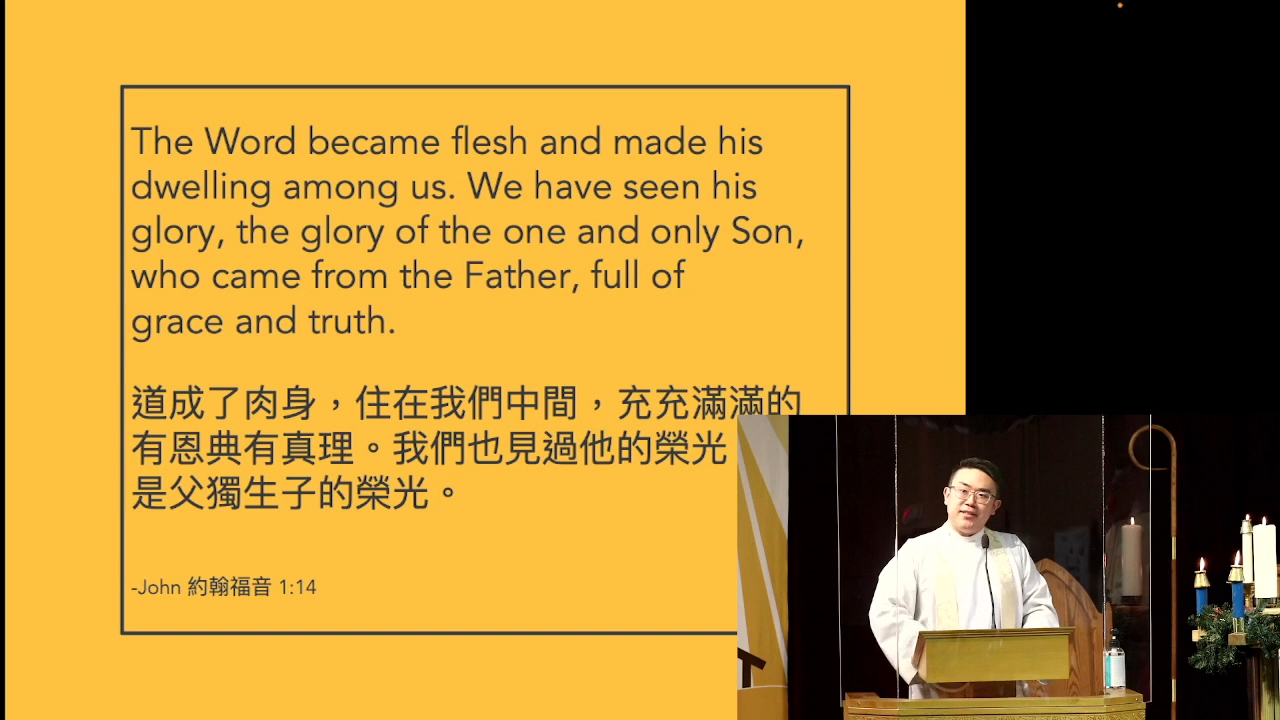 The Word became flesh and made his
dwelling among us. We have seen his
glory, the glory of the one and only Son,
who came from the Father, full of
grace and truth.
道成了肉身，住在我們中間，充充滿滿的
有恩典有真理。我們也見過他的榮光
是父獨生子的榮光。
-John 約翰福音 1:14